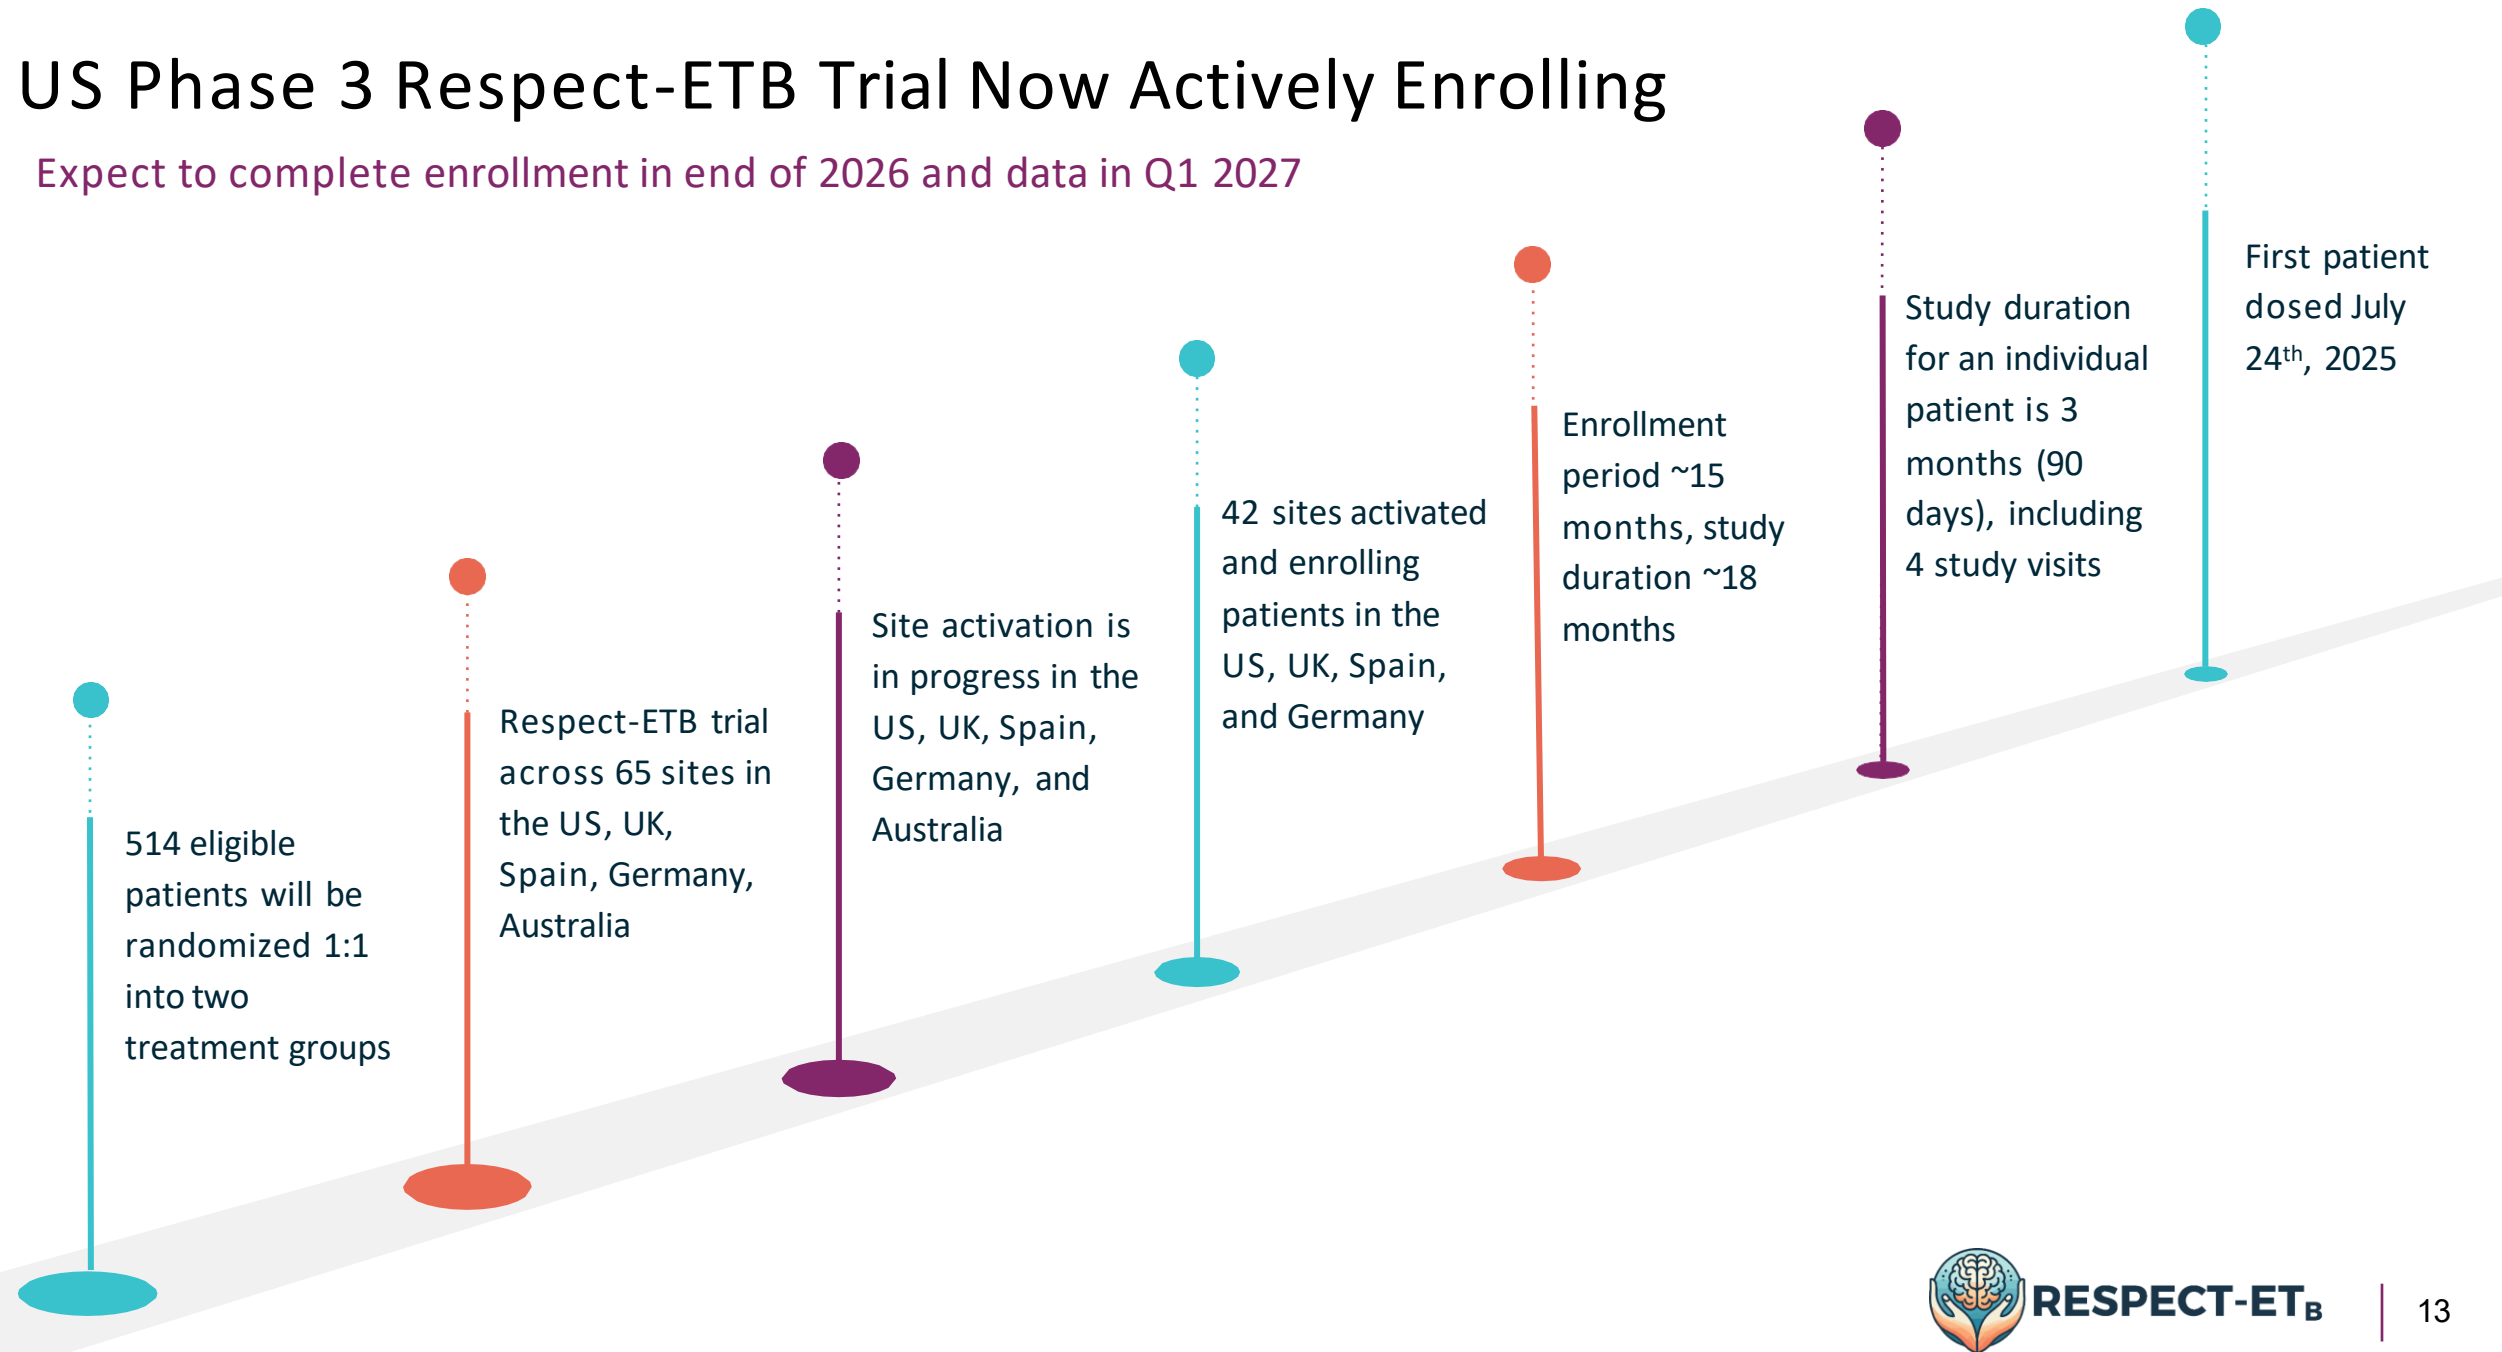 US Phase 3 Respect-ETB Trial Now Actively Enrolling
Expect to complete enrollment in end of 2026 and data in Q1 2027
514 eligible
patients will be
randomized 1:1
into two
treatment groups
Respect-ETB trial
across 65 sites in
the US, UK,
Spain, Germany,
Australia
Site activation is
in progress in the
US, UK, Spain,
Germany, and
Australia
42 sites activated
and enrolling
patients in the
US, UK, Spain,
and Germany
Enrollment
period ~15
months, study
duration ~18
months
Study duration
for an individual
patient is 3
months (90
days), including
4 study visits
First patient
dosed July
24th, 2025
RESPECT-ETB
13